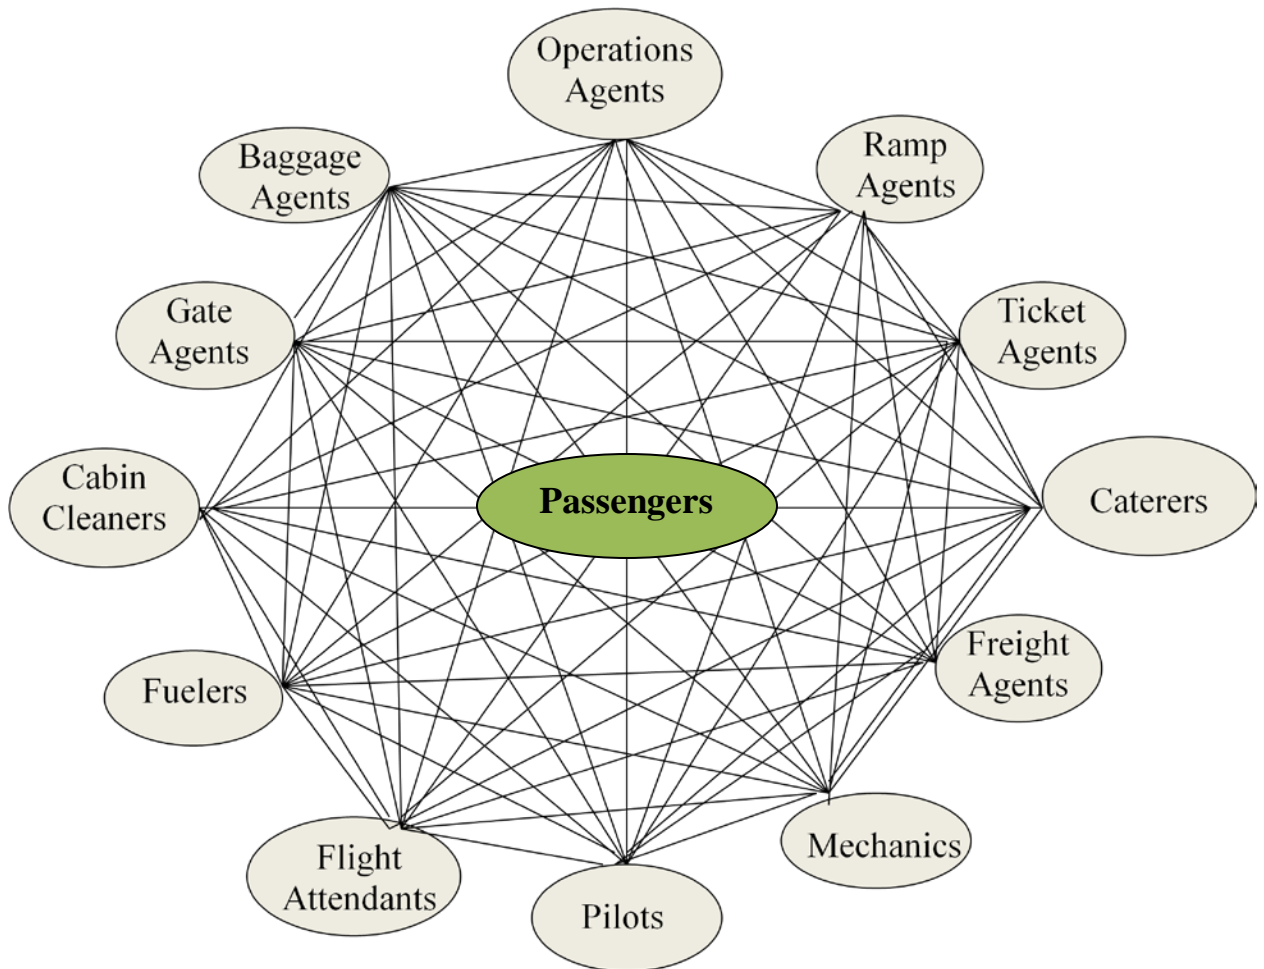 Operations
Agents
Baggage
Agents
Ramp
Agents
Gate
Agents
Ticket
Agents
Cabin
Cleaners
Passengers
Caterers
Fuelers
Freight
Agents
Flight
Attendants
Pilots
Mechanics